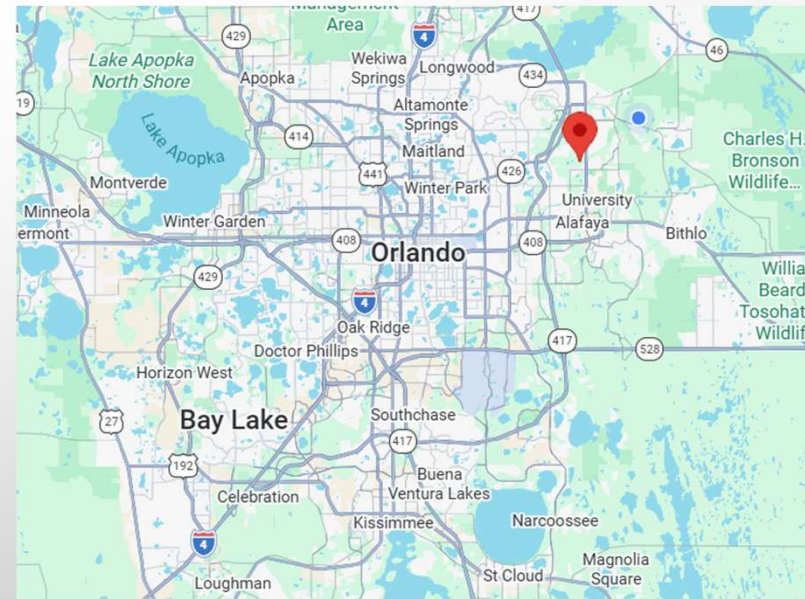 Management
Area
417
429
4
46
Lake Apopka
North Shore
Wekiwa
Springs
Longwood
434
Apopka
19
Altamonte
Springs
414
Lake Apopka
Maitland
Charles H.
Bronson
Wildlife...
441
426
Montverde
Winter Park
University
Minneola
Winter Garden
Alafaya
ermont
408
Orlando
408
Bithlo
429
Willia
Beard
Tosohat
Wildlif
4
Oak Ridge
Doctor Phillips
417
528
Horizon West
27
Bay Lake
Southchase
417
192
Buena
Ventura Lakes
Celebration
Kissimmee
Narcoossee
4
Loughman
St Cloud
Magnolia
Square